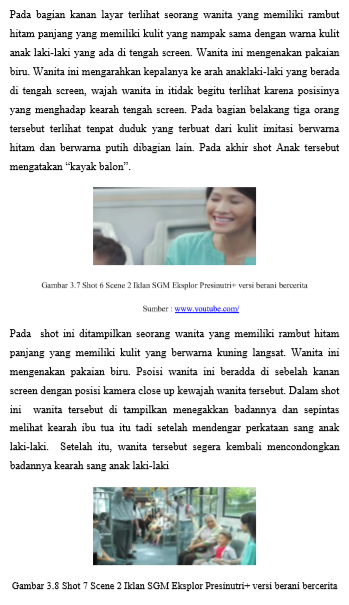 Pada bagian kanan layar terlihat seorang wanita yang memiliki rambut
hitam panjang yang memiliki kulit yang nampak sama dengan warna kulit
anak laki-laki yang ada di tengah screen. Wanita ini mengenakan pakaian
biru. Wanita ini mengarahkan kepalanya ke arah anaklaki-laki yang berada
di tengah screen, wajah wanita in itidak begitu terlihat karena posisinya
yang menghadap kearah tengah screen. Pada bagian belakang tiga orang
tersebut terlihat tenpat duduk yang terbuat dari kulit imitasi berwarna
hitam dan berwarna putih dibagian lain. Pada akhir shot Anak tersebut
mengatakan “kayak balon”.
Gambar 3.7 Shot 6 Scene 2 Iklan SGM Eksplor Presinutri+ versi berani bercerita
Sumber : www.youtube.com/
Pada shot ini ditampilkan seorang wanita yang memiliki rambut hitam
panjang yang memiliki kulit yang berwarna kuning langsat. Wanita ini
mengenakan pakaian biru. Psoisi wanita ini beradda di sebelah kanan
screen dengan posisi kamera close up kewajah wanita tersebut. Dalam shot
ini wanita tersebut di tampilkan menegakkan badannya dan sepintas
melihat kearah ibu tua itu tadi setelah mendengar perkataan sang anak
laki-laki. Setelah itu, wanita tersebut segera kembali mencondongkan
badannya kearah sang anak laki-laki
Gambar 3.8 Shot 7 Scene 2 Iklan SGM Eksplor Presinutri+ versi berani bercerita